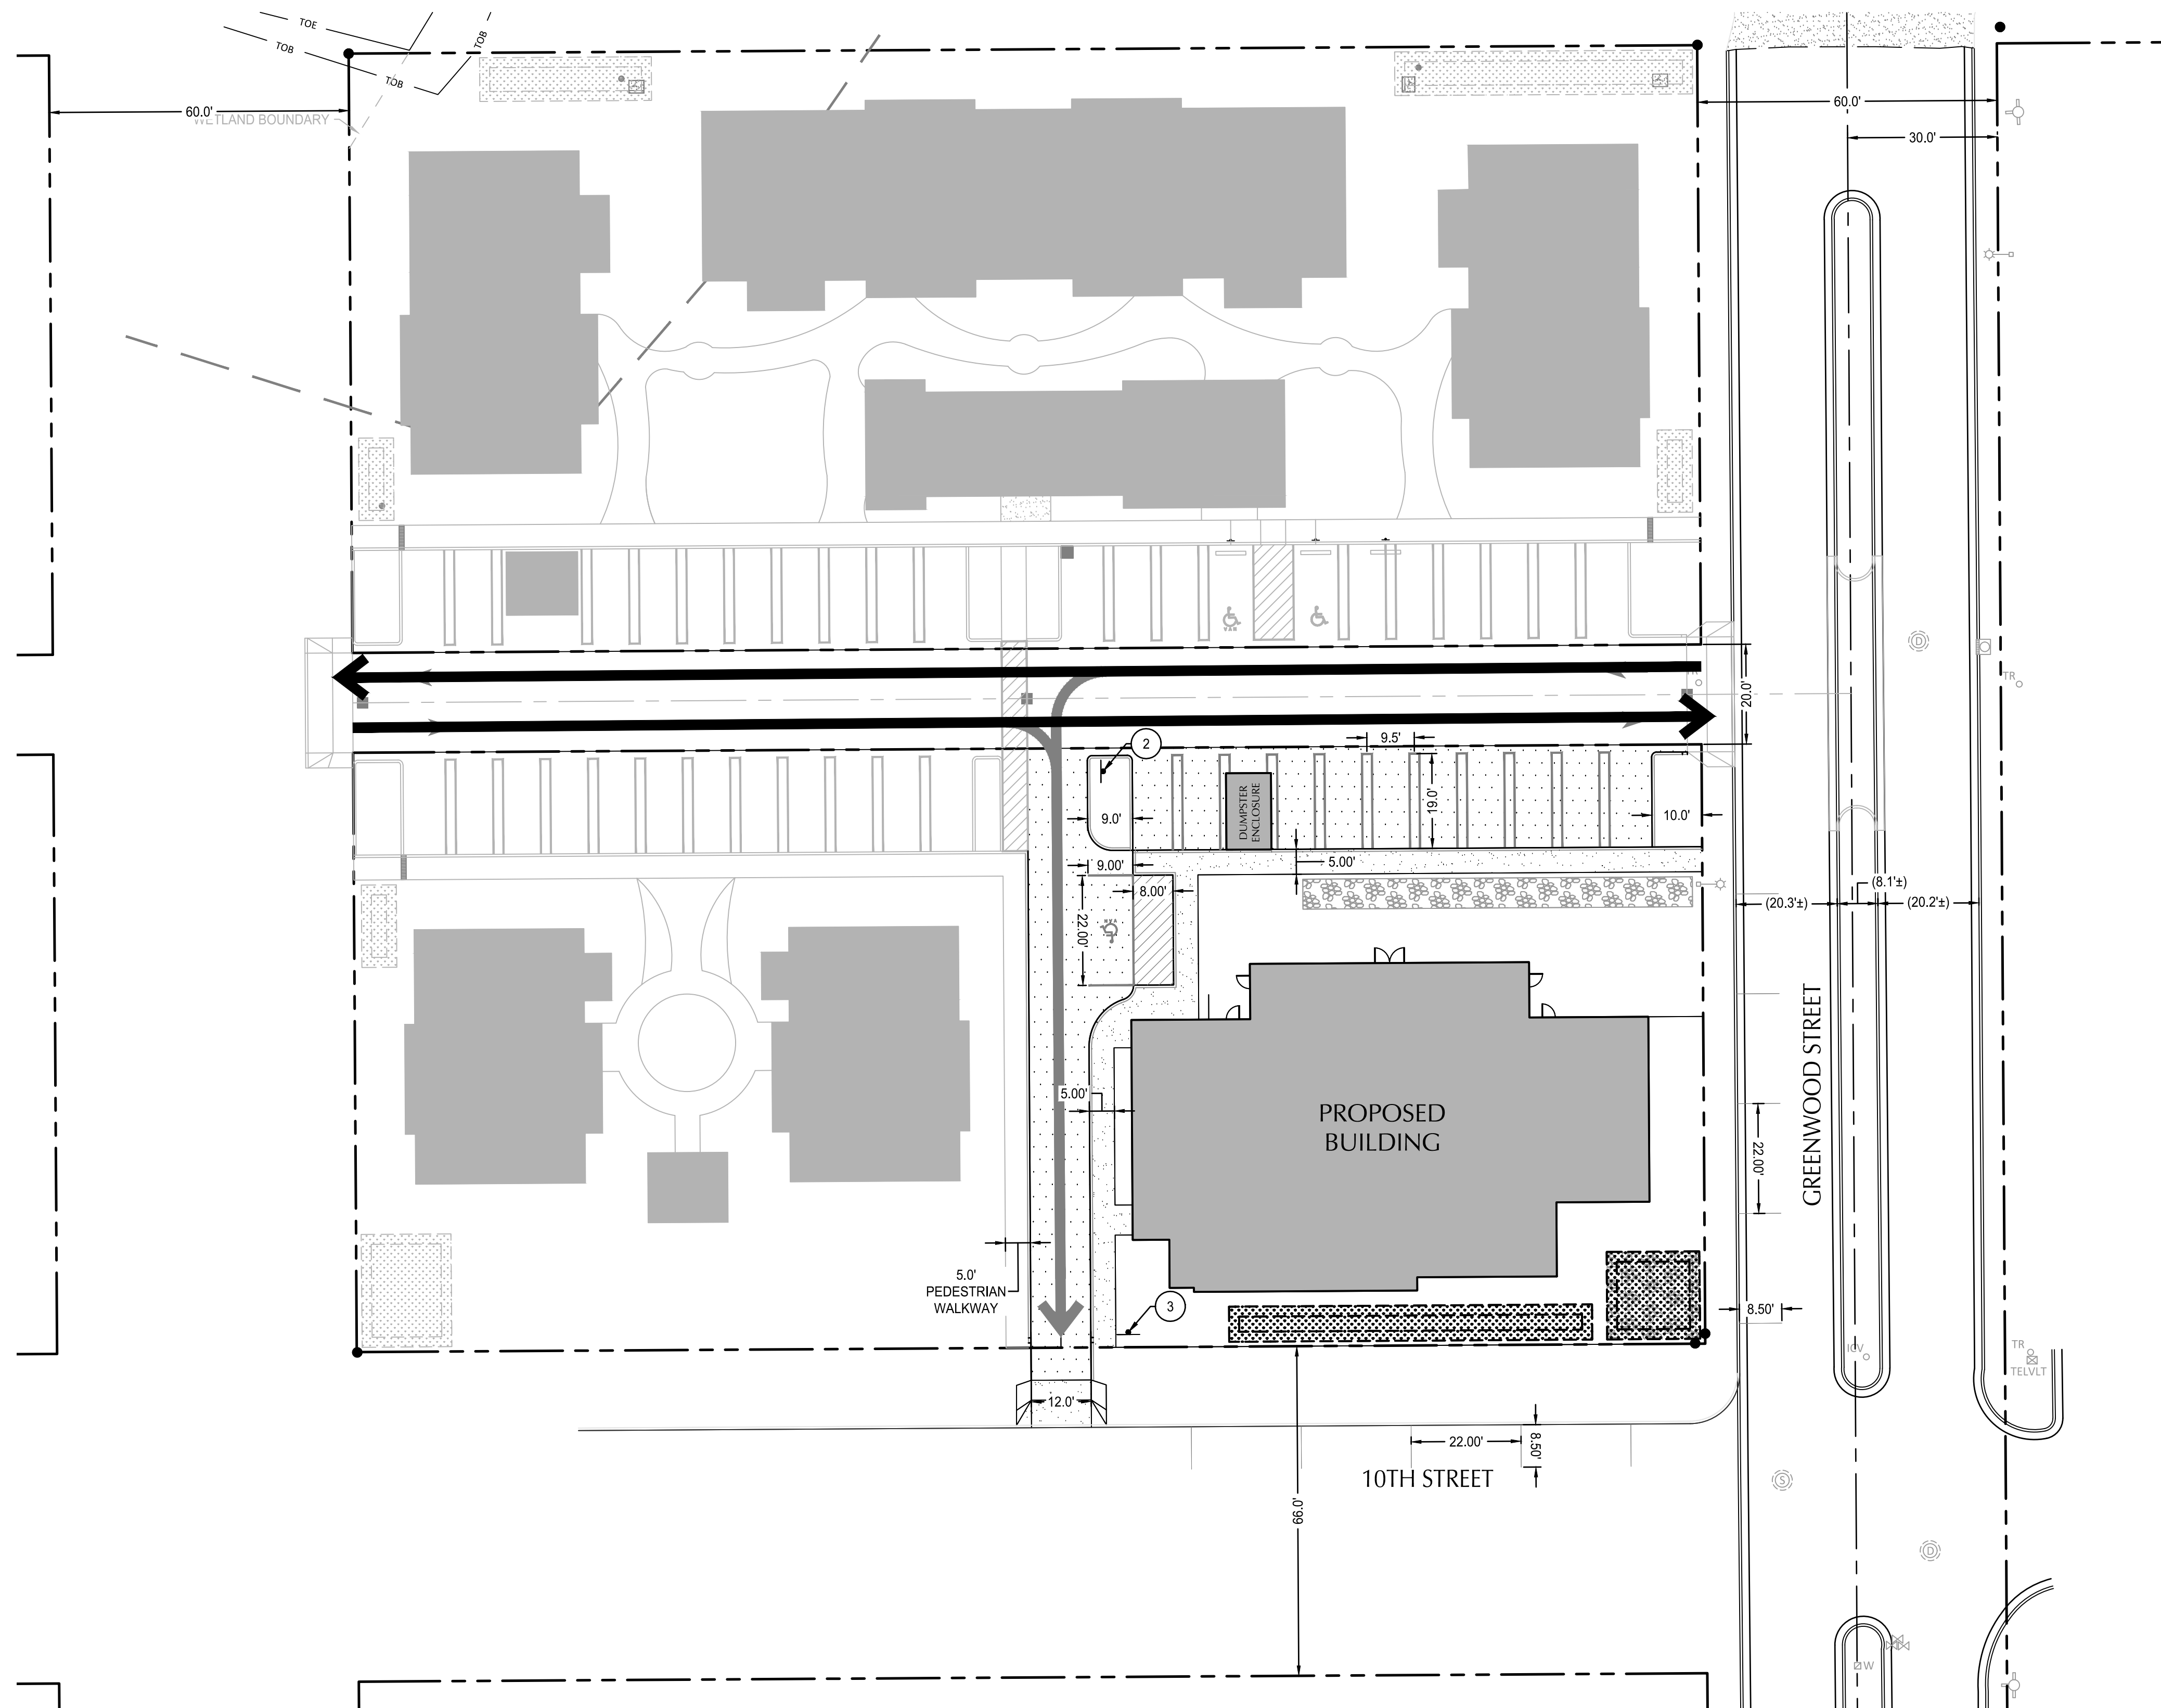 TOE
TOB
TOB
TOB
60.0'
WETLAND BOUNDARY
60.0'
30.0'
VAN
D
TR
20.0'
2
9.5'
19.0'
DUMPSTER
ENCLOSURE
9.0'
10.0'
5.00'
9.00'
8.00'
22.00'
VAN
(8.1'±)
(20.3'±)
(20.2'±)
GREENWOOD STREET
5.00'
PROPOSED
BUILDING
22.00'
5.0'
PEDESTRIAN
WALKWAY
3
8.50'
ICV
TR
TELVLT
12.0'
22.00'
8.50'
10TH STREET
S
66.0'
D
W